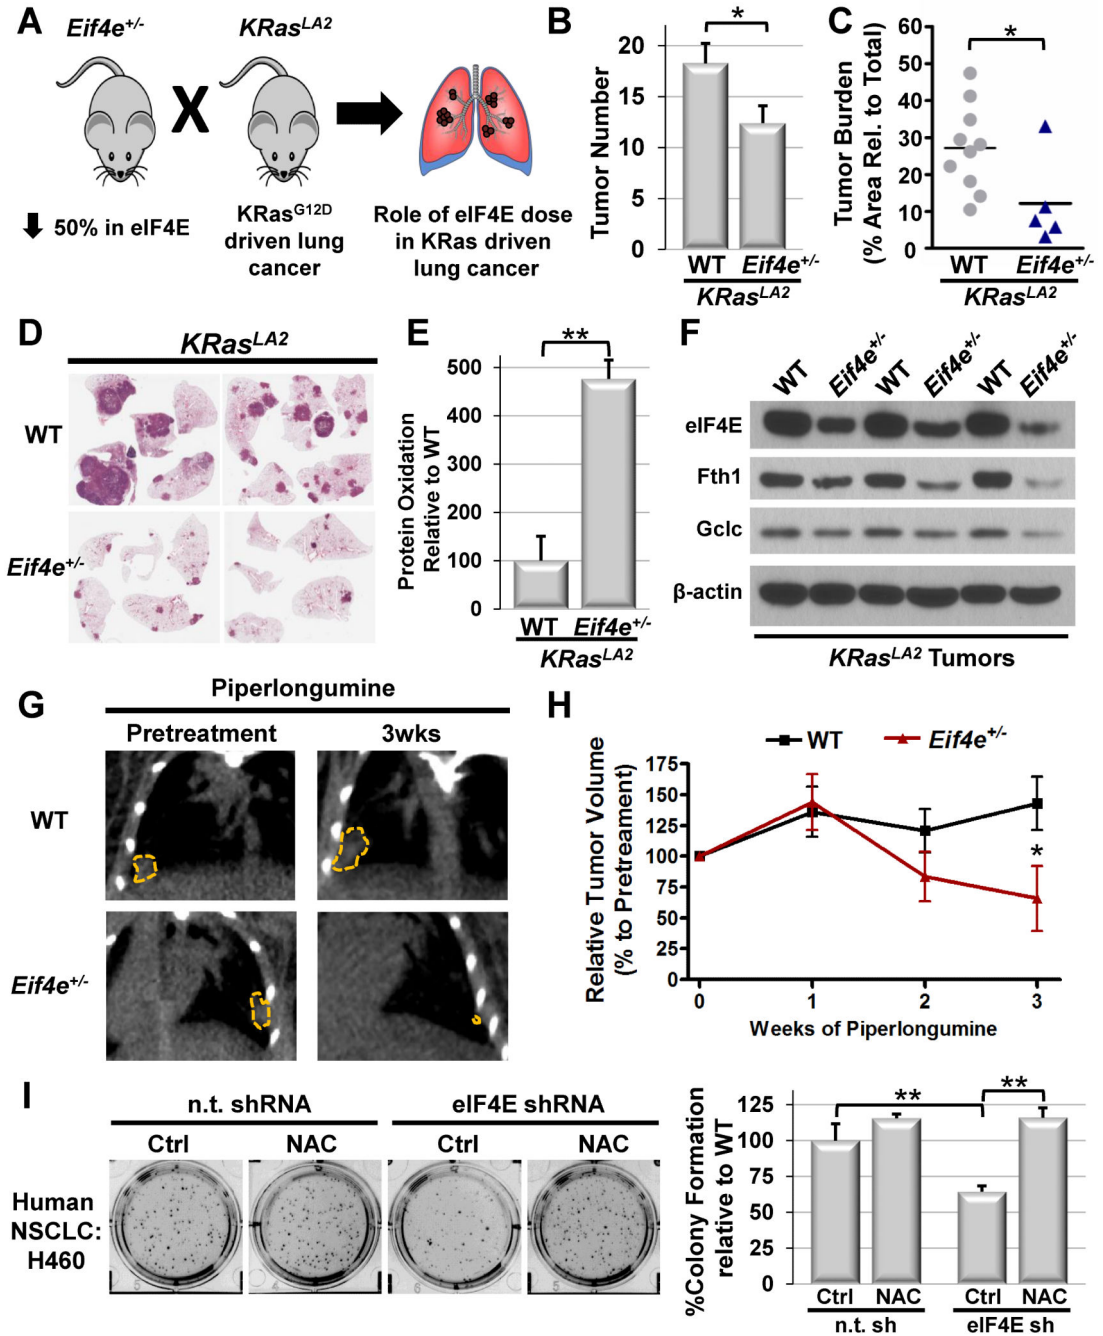 A
Eif4e+/-
KRasLA2
X
50% in eIF4E
KRasG12D
driven lung
cancer
Role of eIF4E dose
in KRas driven
lung cancer
B
*
Tumor Number
20
15
10
5
0
WT
Eif4e+/-
KRasLA2
C
*
Tumor Burden
(% Area Rel. to Total)
60
50
40
30
20
10
0
WT
Eif4e+/-
KRasLA2
D
KRasLA2
WT
Eif4e+/-
E
**
Protein Oxidation
Relative to WT
500
400
300
200
100
0
WT
Eif4e+/-
KRasLA2
F
WT
Eif4e+/-
WT
Eif4e+/-
WT
Eif4e+/-
eIF4E
Fth1
Gclc
β-actin
KRasLA2 Tumors
G
Piperlongumine
Pretreatment
3wks
WT
Eif4e+/-
H
WT
Eif4e+/-
Relative Tumor Volume
(% to Pretreament)
175
150
125
100
75
50
25
0
*
0
1
2
3
Weeks of Piperlongumine
I
n.t. shRNA
eIF4E shRNA
Ctrl
NAC
Ctrl
NAC
Human
NSCLC:
H460
%Colony Formation
relative to WT
125
100
75
50
25
0
**
**
Ctrl
NAC
Ctrl
NAC
n.t. sh
eIF4E sh